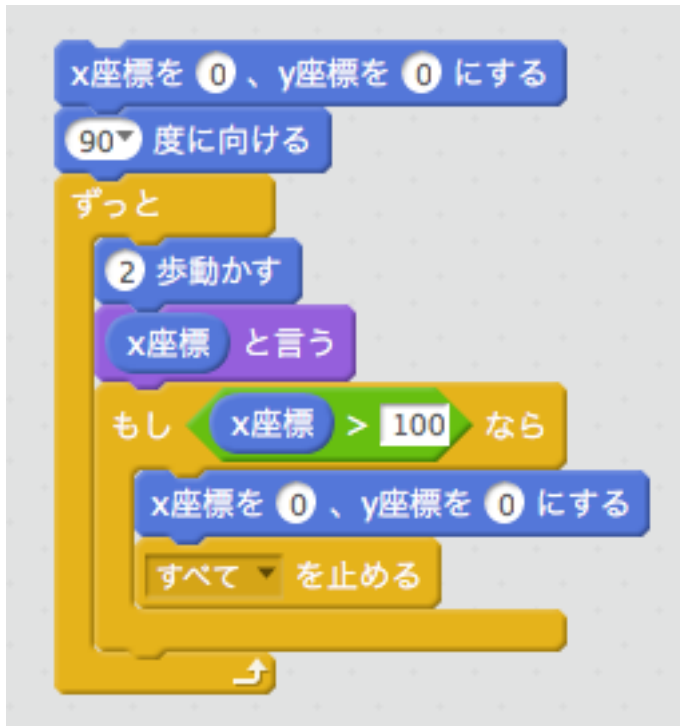 x座標を 0 、y座標を 0 にする
90 度に向ける
ずっと
2 歩動かす
x座標 と言う
もし x座標 > 100 なら
x座標を 0 、y座標を 0 にする
すべて を止める